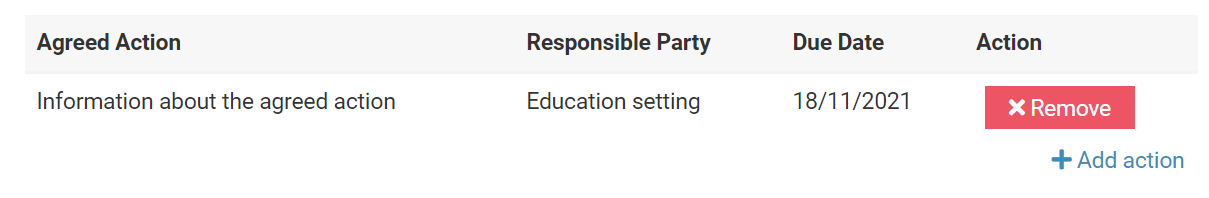 Agreed Action Responsible Party Due Date Action
Information about the agreed action Education setting 18/11/2021 Remove
Add action